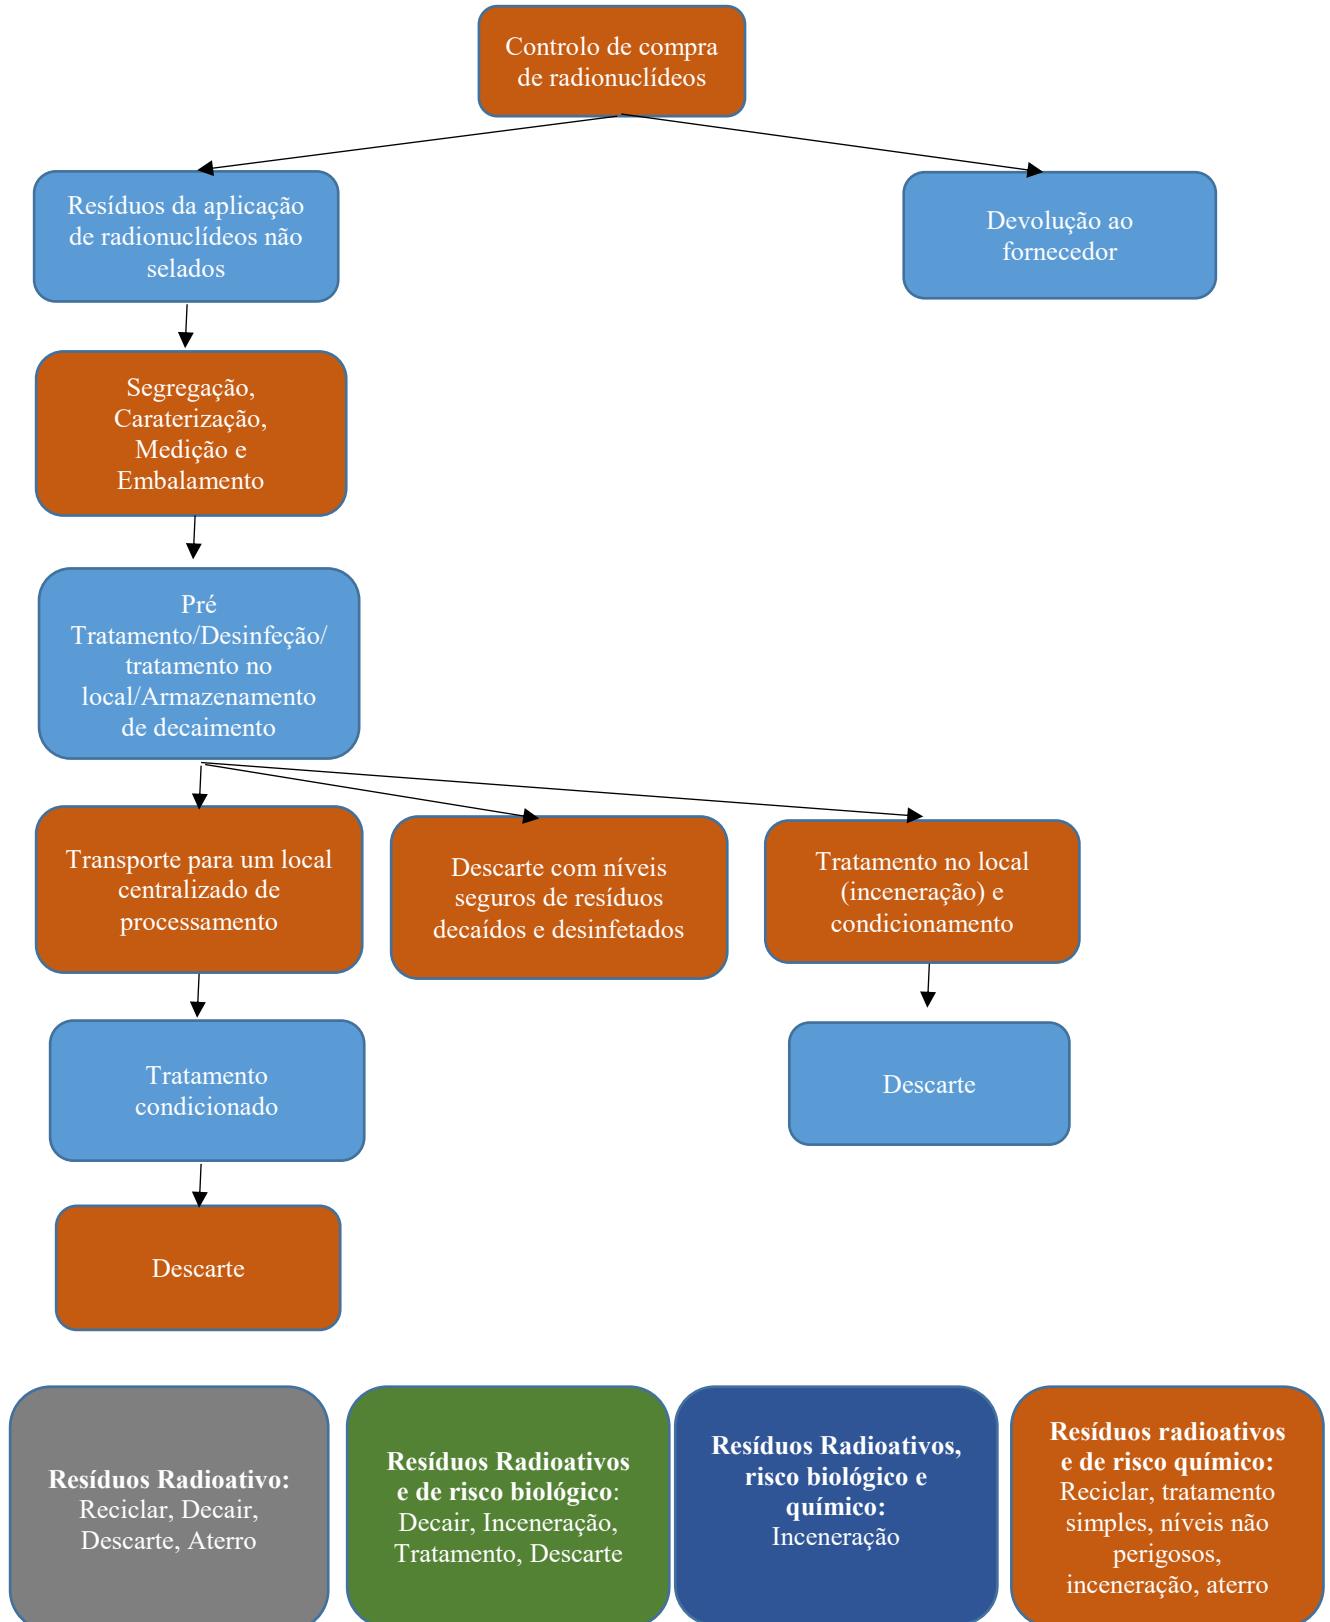 Controlo de compra
de radionuclídeos
Resíduos da aplicação
de radionuclídeos não
selados
Devolução ao
fornecedor
Segregação,
Caraterização,
Medição e
Embalamento
Pré
Tratamento/Desinfeção/
tratamento no
local/Armazenamento
de decaimento
Transporte para um local
centralizado de
processamento
Descarte com níveis
seguros de resíduos
decaídos e desinfetados
Tratamento no local
(inceneração) e
condicionamento
Tratamento
condicionado
Descarte
Descarte
Resíduos Radioativo:
Reciclar, Decair,
Descarte, Aterro
Resíduos Radioativos
e de risco biológico:
Decair, Inceneração,
Tratamento, Descarte
Resíduos Radioativos,
risco biológico e
químico:
Inceneração
Resíduos radioativos
e de risco químico:
Reciclar, tratamento
simples, níveis não
perigosos,
inceneração, aterro